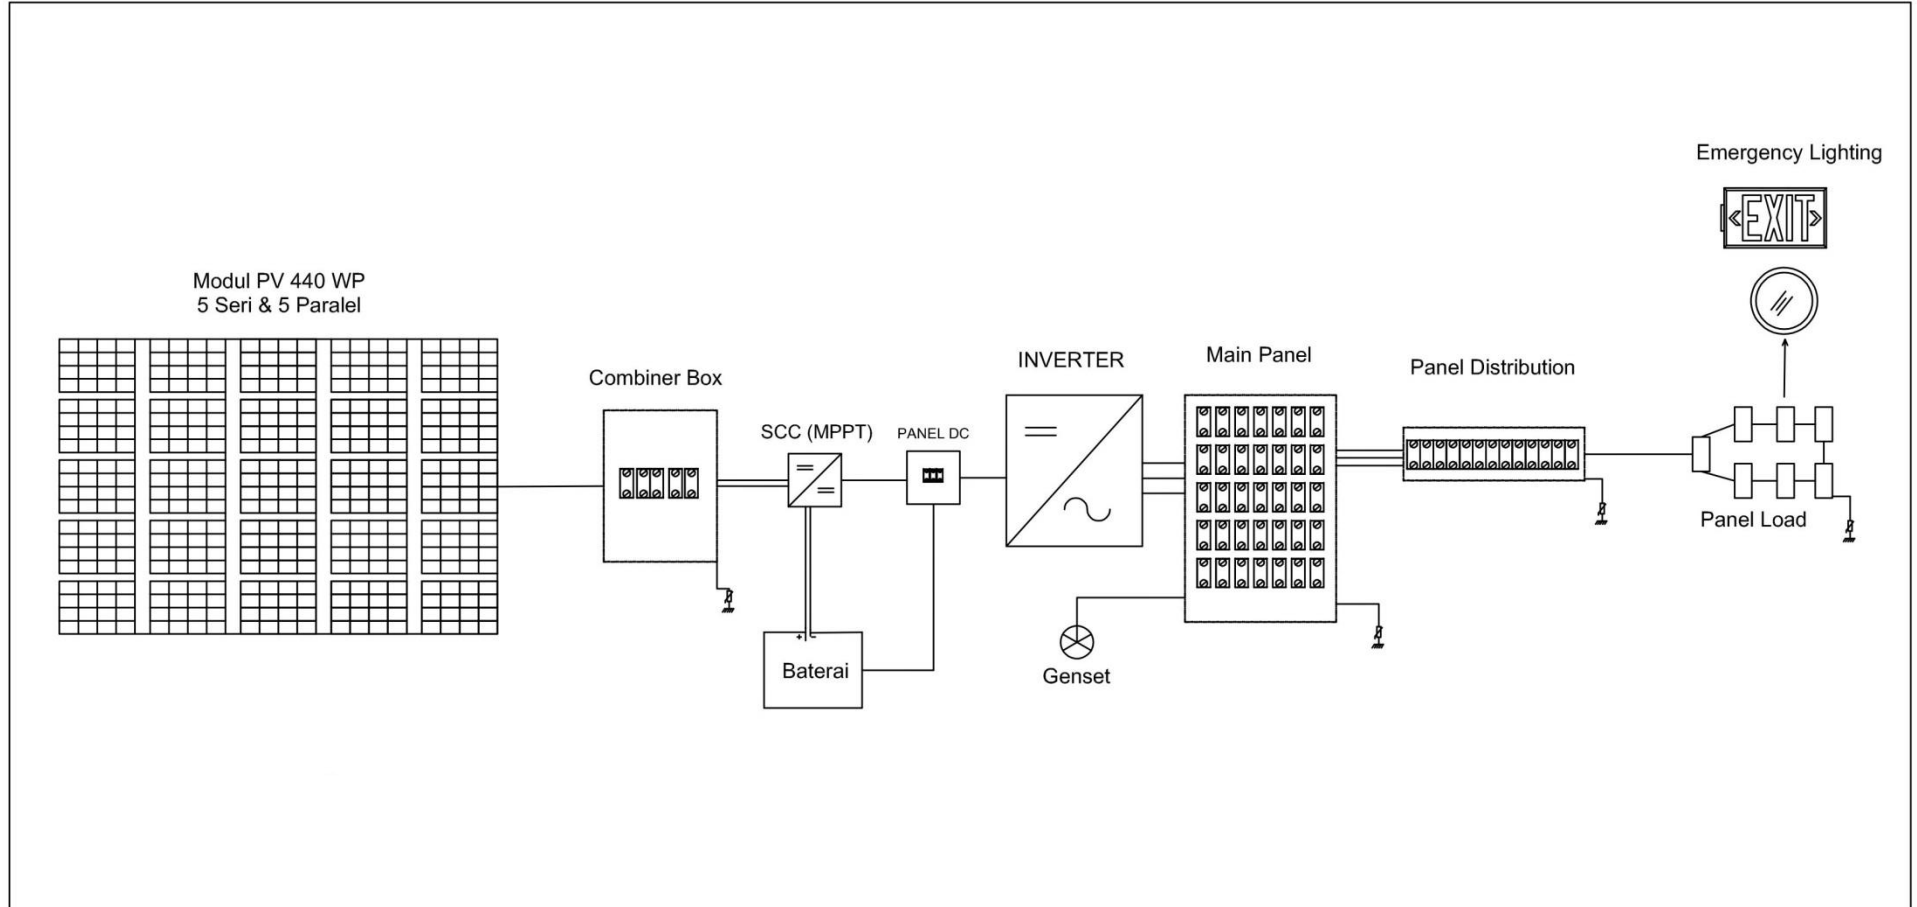 Emergency Lighting
EXIT
Modul PV 440 WP
5 Seri & 5 Paralel
Combiner Box
SCC (MPPT)
PANEL DC
INVERTER
Main Panel
Panel Distribution
Panel Load
+ -
Baterai
Genset